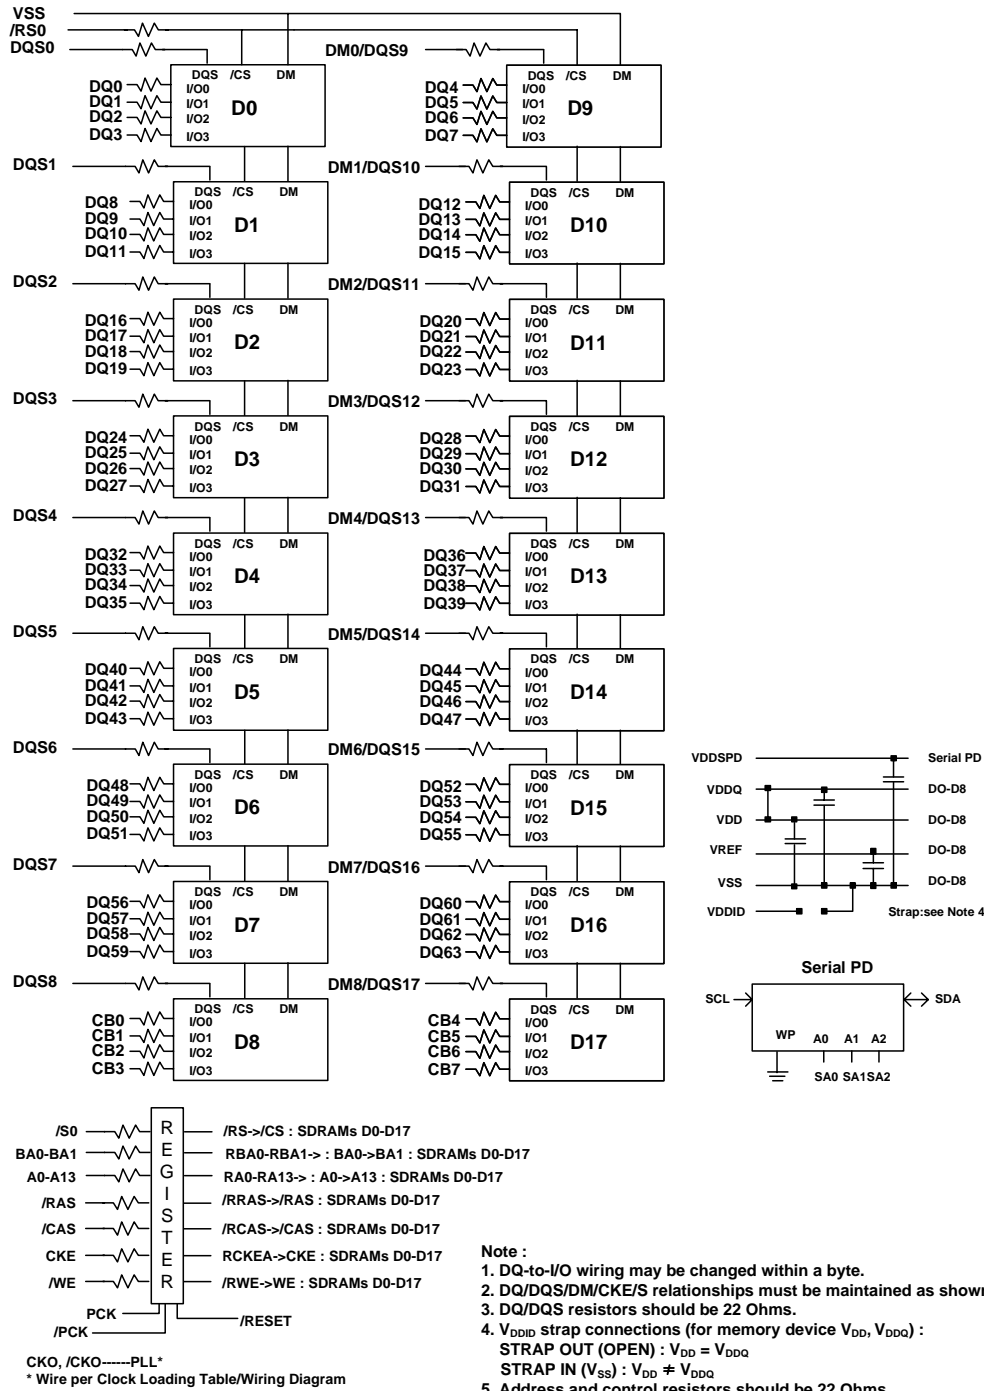 VSS
/RS0
DQS0
DM0/DQS9
DQS /CS DM
DQ0 I/O0
DQ1 I/O1
DQ2 I/O2
DQ3 I/O3
D0
DQS /CS DM
DQ4 I/O0
DQ5 I/O1
DQ6 I/O2
DQ7 I/O3
D9
DQS1
DM1/DQS10
DQS /CS DM
DQ8 I/O0
DQ9 I/O1
DQ10 I/O2
DQ11 I/O3
D1
DQS /CS DM
DQ12 I/O0
DQ13 I/O1
DQ14 I/O2
DQ15 I/O3
D10
DQS2
DM2/DQS11
DQS /CS DM
DQ16 I/O0
DQ17 I/O1
DQ18 I/O2
DQ19 I/O3
D2
DQS /CS DM
DQ20 I/O0
DQ21 I/O1
DQ22 I/O2
DQ23 I/O3
D11
DQS3
DM3/DQS12
DQS /CS DM
DQ24 I/O0
DQ25 I/O1
DQ26 I/O2
DQ27 I/O3
D3
DQS /CS DM
DQ28 I/O0
DQ29 I/O1
DQ30 I/O2
DQ31 I/O3
D12
DQS4
DM4/DQS13
DQS /CS DM
DQ32 I/O0
DQ33 I/O1
DQ34 I/O2
DQ35 I/O3
D4
DQS /CS DM
DQ36 I/O0
DQ37 I/O1
DQ38 I/O2
DQ39 I/O3
D13
DQS5
DM5/DQS14
DQS /CS DM
DQ40 I/O0
DQ41 I/O1
DQ42 I/O2
DQ43 I/O3
D5
DQS /CS DM
DQ44 I/O0
DQ45 I/O1
DQ46 I/O2
DQ47 I/O3
D14
DQS6
DM6/DQS15
DQS /CS DM
DQ48 I/O0
DQ49 I/O1
DQ50 I/O2
DQ51 I/O3
D6
DQS /CS DM
DQ52 I/O0
DQ53 I/O1
DQ54 I/O2
DQ55 I/O3
D15
DQS7
DM7/DQS16
DQS /CS DM
DQ56 I/O0
DQ57 I/O1
DQ58 I/O2
DQ59 I/O3
D7
DQS /CS DM
DQ60 I/O0
DQ61 I/O1
DQ62 I/O2
DQ63 I/O3
D16
DQS8
DM8/DQS17
DQS /CS DM
CB0 I/O0
CB1 I/O1
CB2 I/O2
CB3 I/O3
D8
DQS /CS DM
CB4 I/O0
CB5 I/O1
CB6 I/O2
CB7 I/O3
D17
VDDSPD Serial PD
VDDQ DO-D8
VDD DO-D8
VREF DO-D8
VSS DO-D8
VDDID Strap:see Note 4
Serial PD
SCL SDA
WP A0 A1 A2
SA0 SA1 SA2
REGISTER
/S0 /RS->/CS : SDRAMs D0-D17
BA0-BA1 RBA0-RBA1-> : BA0->BA1 : SDRAMs D0-D17
A0-A13 RA0-RA13-> : A0->A13 : SDRAMs D0-D17
/RAS /RRAS->/RAS : SDRAMs D0-D17
/CAS /RCAS->/CAS : SDRAMs D0-D17
CKE RCKEA->CKE : SDRAMs D0-D17
/WE /RWE->WE : SDRAMs D0-D17
PCK
/PCK
/RESET
CKO, /CKO------PLL*
* Wire per Clock Loading Table/Wiring Diagram
Note :
1. DQ-to-I/O wiring may be changed within a byte.
2. DQ/DQS/DM/CKE/S relationships must be maintained as shown
3. DQ/DQS resistors should be 22 Ohms.
4. VDDID strap connections (for memory device VDD, VDDQ) :
STRAP OUT (OPEN) : VDD = VDDQ
STRAP IN (VSS) : VDD ≠ VDDQ
5. Address and control resistors should be 22 Ohms